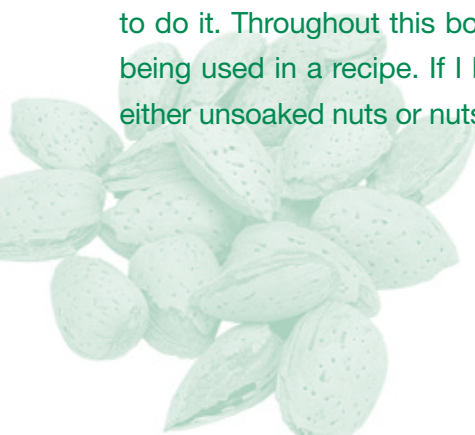 to do it. Throughout this bo
being used in a recipe. If I h
either unsoaked nuts or nuts